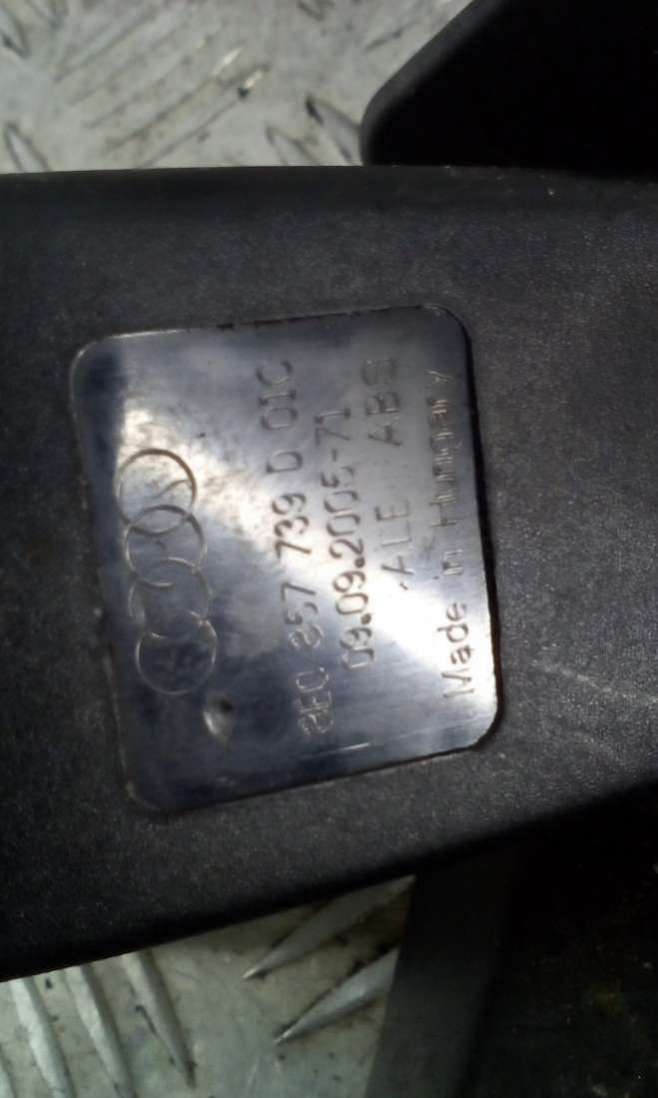 8E0 857 739 D 01C
09.09.2005-71
ALE ABS
Made in Hungary